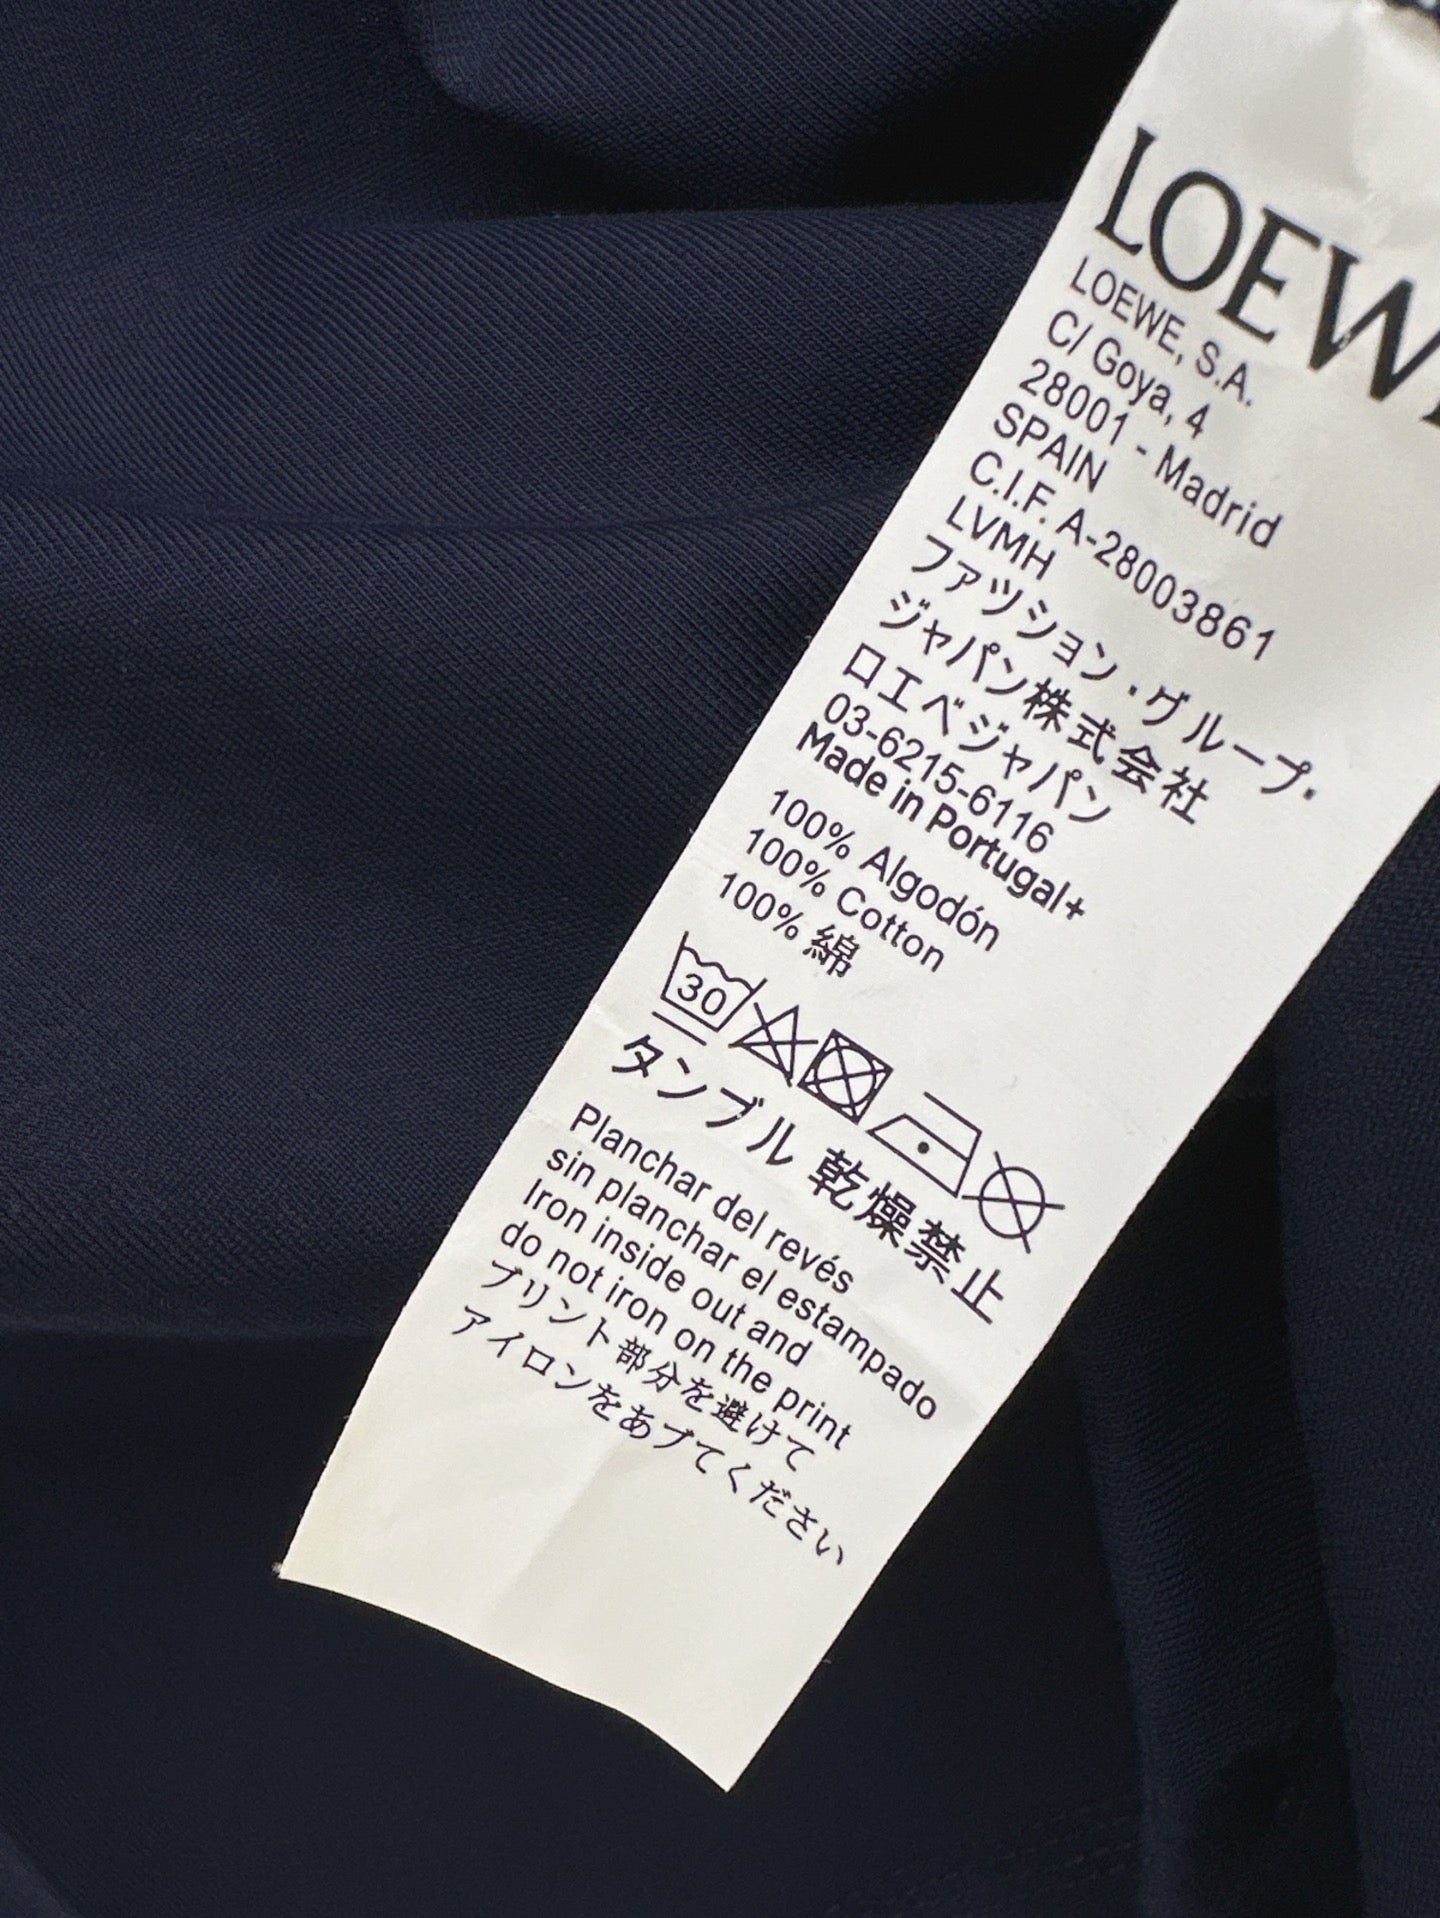 LOEWE
LOEWE, S.A.
C/ Goya, 4
28001 - Madrid
SPAIN
C.I.F. A-28003861
LVMH
ファツション・グループ・
ジャパン株式会社
ロエベジャパン
03-6215-6116
Made in Portugal+
100% Algodón
100% Cotton
100% 綿
30
タンブル 乾燥禁止
Planchar del revés
sin planchar el estampado
Iron inside out and
do not iron on the print
プリント部分を避けて
アイロンをあブてください